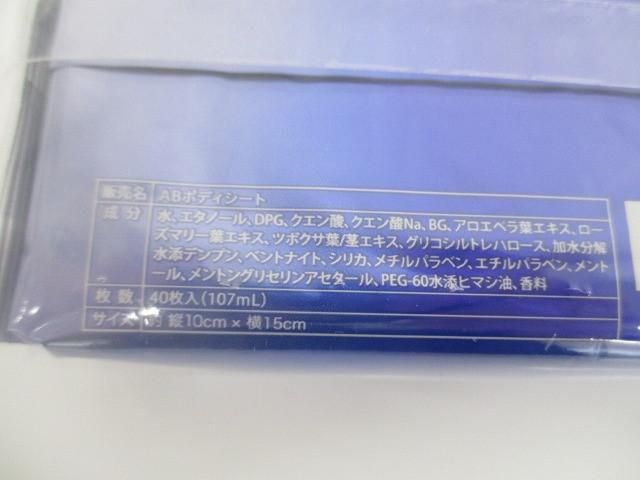 販売名 ABボディシート
成分 水、エタノール、DPG、クエン酸、クエン酸Na、BG、アロエベラ葉エキス、ロー
ズマリー葉エキス、ツボクサ葉/茎エキス、グリコシルトレハロース、加水分解
水添デンプン、ベントナイト、シリカ、メチルパラベン、エチルパラベン、メント
ール、メントングリセリンアセタール、PEG-60水添ヒマシ油、香料
枚数 40枚入(107mL)
サイズ 約 縦10cm×横15cm